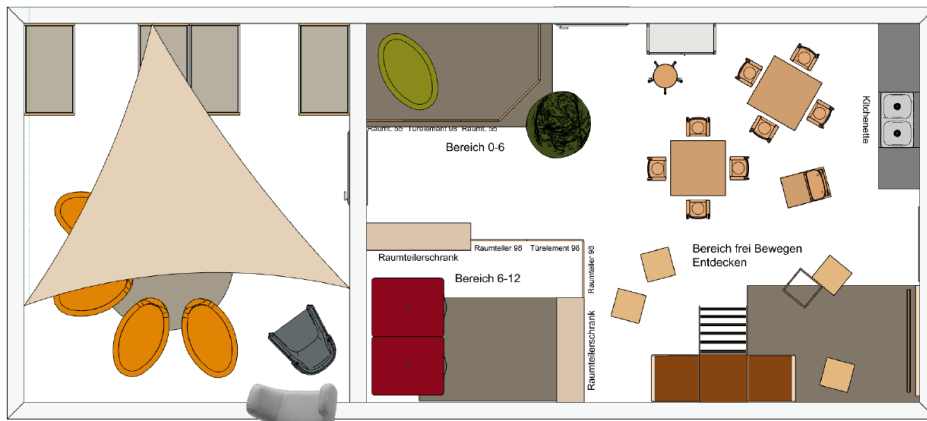 Raumt. 55 Türelement 98 Raumt. 55
Bereich 0-6
Küchenette
Raumteiler 98 Türelement 98
Raumteilerschrank
Bereich 6-12
Raumteiler 98
Raumteilerschrank
Bereich frei Bewegen
Entdecken